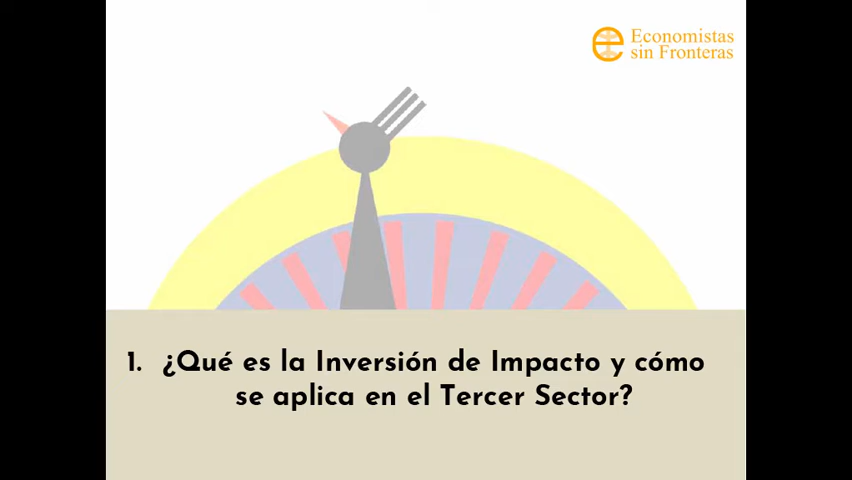 Economistas
sin Fronteras
1. ¿Qué es la Inversión de Impacto y cómo
se aplica en el Tercer Sector?